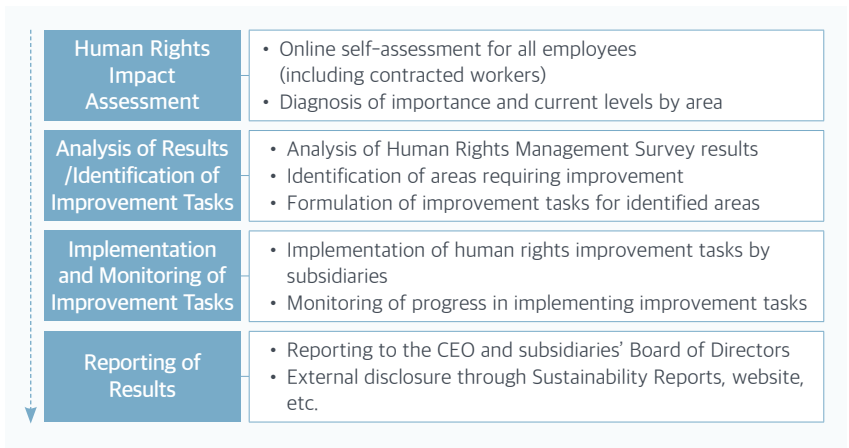 Human Rights
Impact
Assessment
• Online self-assessment for all employees
(including contracted workers)
• Diagnosis of importance and current levels by area
Analysis of Results
/Identification of
Improvement Tasks
• Analysis of Human Rights Management Survey results
• Identification of areas requiring improvement
• Formulation of improvement tasks for identified areas
Implementation
and Monitoring of
Improvement Tasks
• Implementation of human rights improvement tasks by
subsidiaries
• Monitoring of progress in implementing improvement tasks
Reporting of
Results
• Reporting to the CEO and subsidiaries’ Board of Directors
• External disclosure through Sustainability Reports, website,
etc.